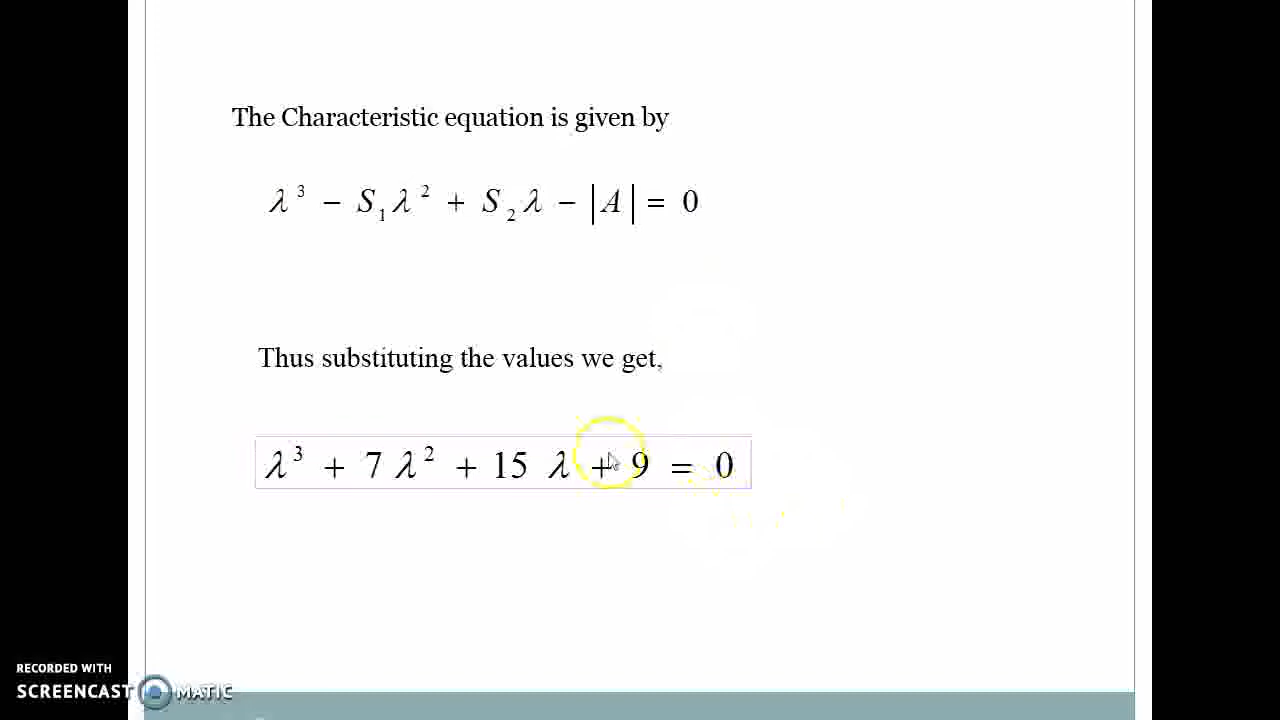 The Characteristic equation is given by
λ³ − S₁λ² + S₂λ − |A| = 0
Thus substituting the values we get,
λ³ + 7λ² + 15λ + 9 = 0
RECORDED WITH
SCREENCAST MATIC